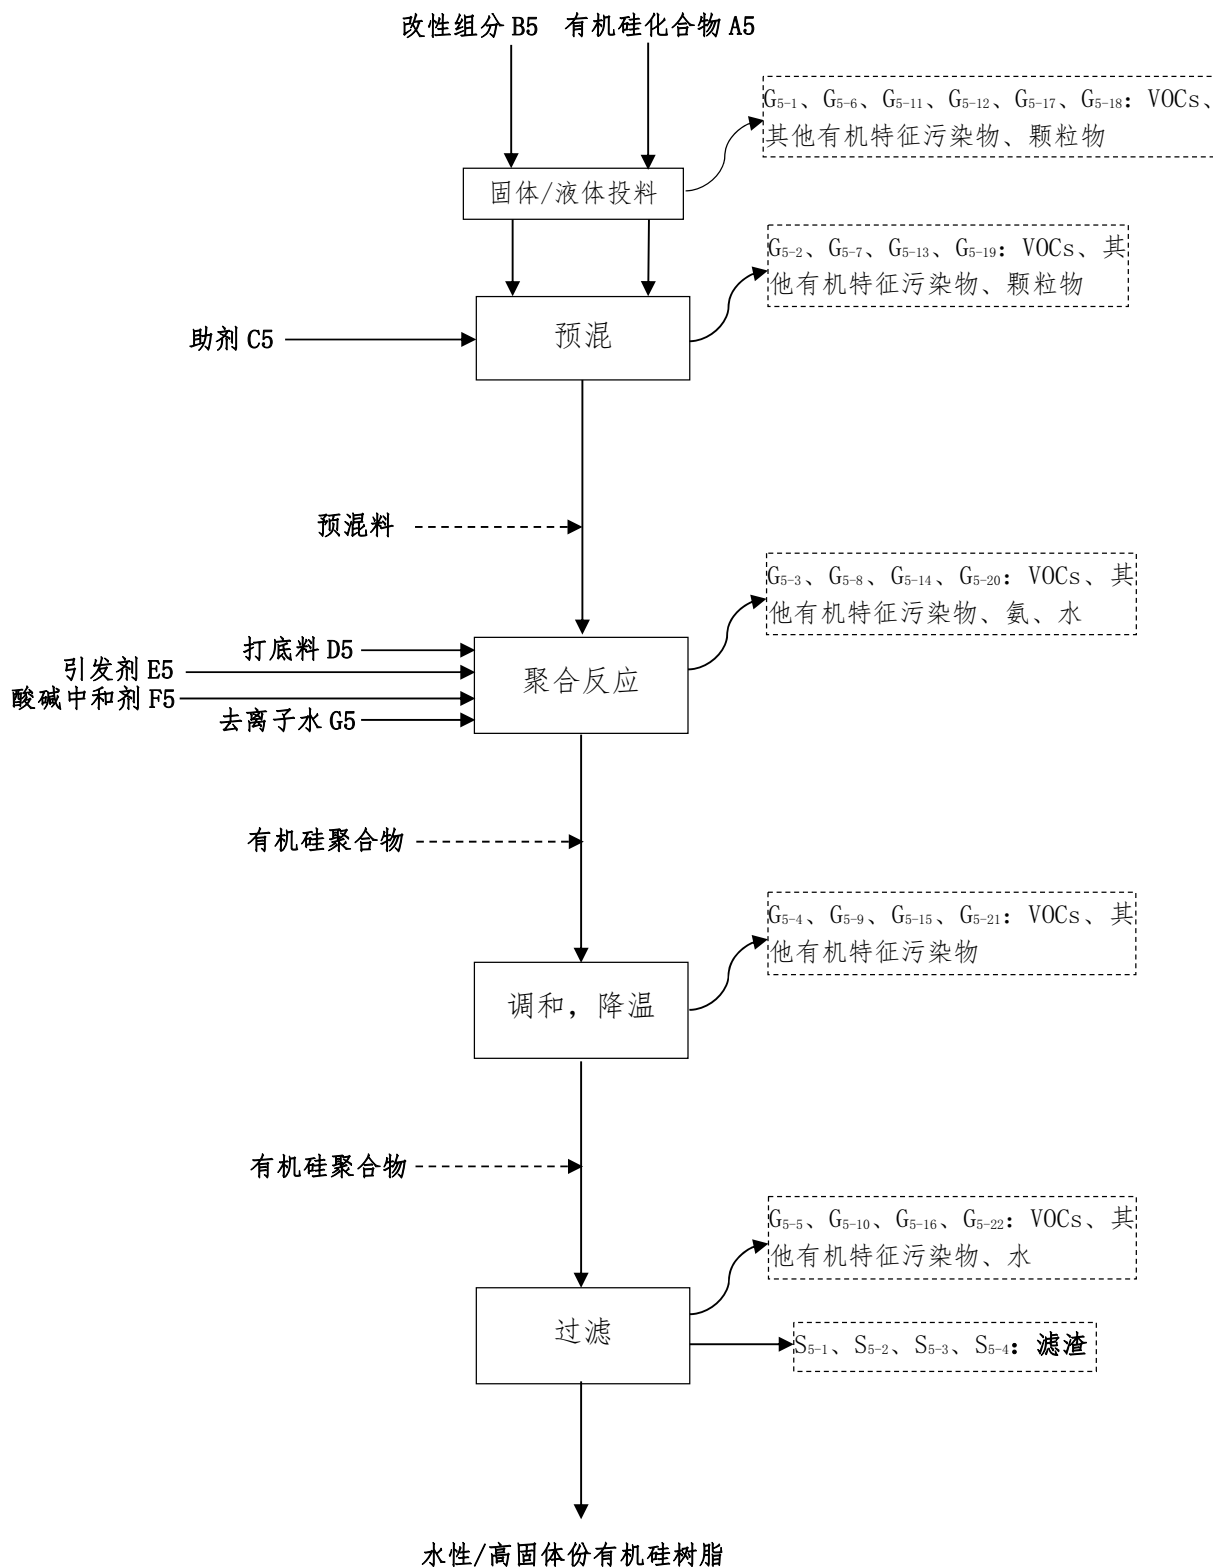 改性组分 B5
有机硅化合物 A5
G5-1、G5-6、G5-11、G5-12、G5-17、G5-18：VOCs、
其他有机特征污染物、颗粒物
固体/液体投料
G5-2、G5-7、G5-13、G5-19：VOCs、其
他有机特征污染物、颗粒物
助剂 C5
预混
预混料
G5-3、G5-8、G5-14、G5-20：VOCs、其
他有机特征污染物、氨、水
打底料 D5
引发剂 E5
酸碱中和剂 F5
去离子水 G5
聚合反应
有机硅聚合物
G5-4、G5-9、G5-15、G5-21：VOCs、其
他有机特征污染物
调和，降温
有机硅聚合物
G5-5、G5-10、G5-16、G5-22：VOCs、其
他有机特征污染物、水
过滤
S5-1、S5-2、S5-3、S5-4：滤渣
水性/高固体份有机硅树脂